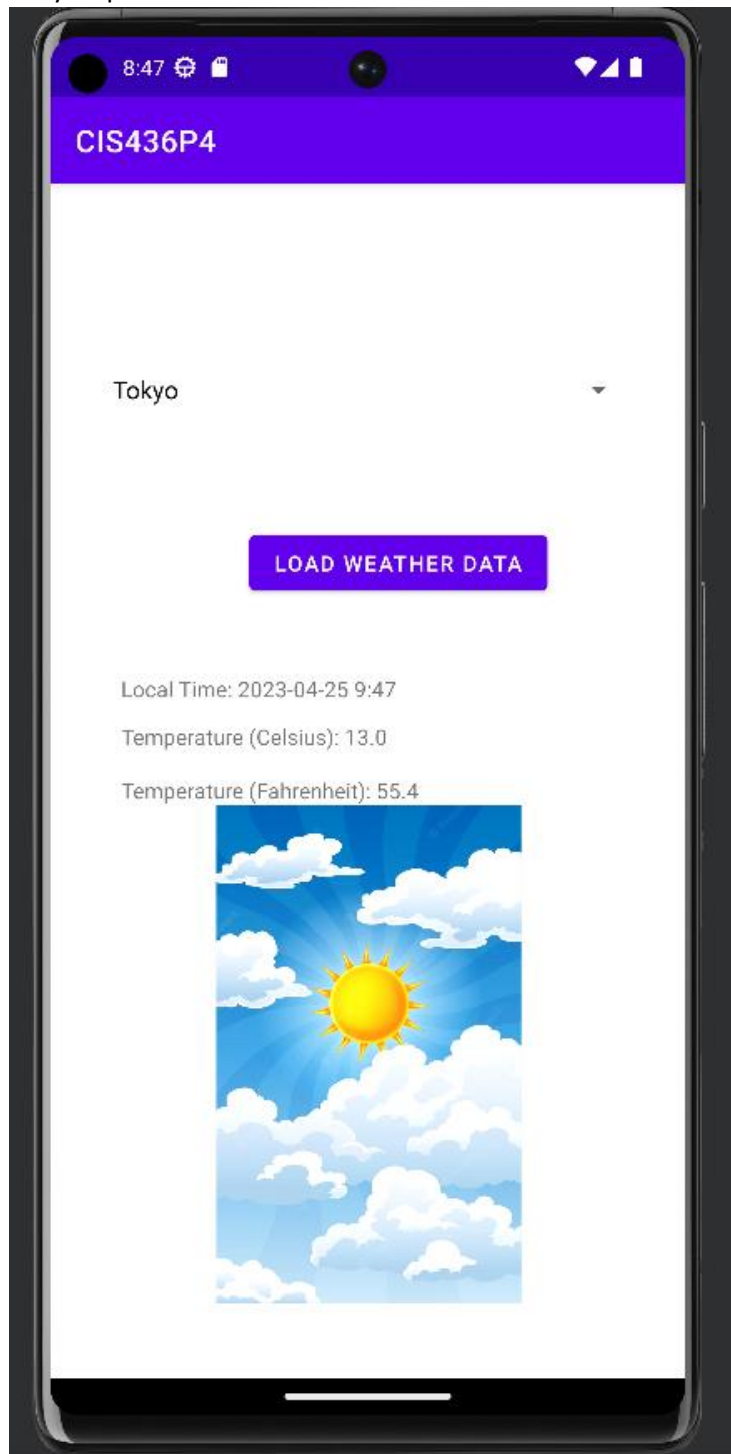 8:47
CIS436P4
Tokyo
LOAD WEATHER DATA
Local Time: 2023-04-25 9:47
Temperature (Celsius): 13.0
Temperature (Fahrenheit): 55.4